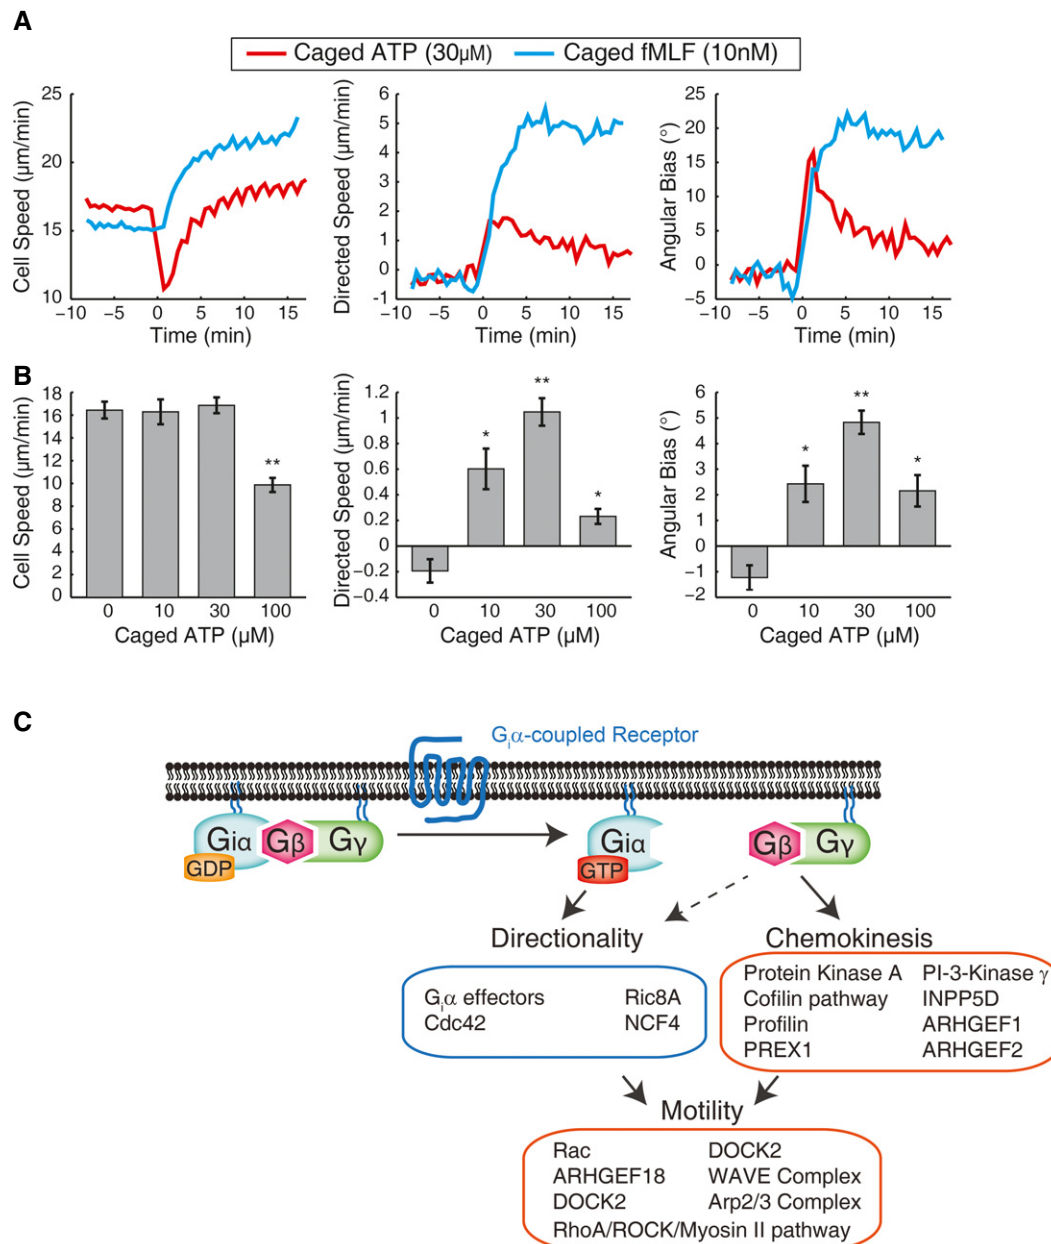 A
Caged ATP (30µM) Caged fMLF (10nM)
Cell Speed (µm/min)
25
20
15
10
−10 −5 0 5 10 15
Time (min)
Directed Speed (µm/min)
6
5
4
3
2
1
0
-1
−10 −5 0 5 10 15
Time (min)
Angular Bias (°)
25
20
15
10
5
0
−5
−10 −5 0 5 10 15
Time (min)
B
Cell Speed (µm/min)
18
16
14
12
10
8
6
4
2
0
**
0 10 30 100
Caged ATP (µM)
Directed Speed (µm/min)
1.2
1
0.8
0.6
0.4
0.2
0
−0.2
−0.4
*
**
*
0 10 30 100
Caged ATP (µM)
Angular Bias (°)
6
5
4
3
2
1
0
−1
−2
*
**
*
0 10 30 100
Caged ATP (µM)
C
Giα-coupled Receptor
Giα Gβ Gγ
GDP
Giα
GTP
Gβ Gγ
Directionality
Giα effectors Ric8A
Cdc42 NCF4
Chemokinesis
Protein Kinase A PI-3-Kinase γ
Cofilin pathway INPP5D
Profilin ARHGEF1
PREX1 ARHGEF2
Motility
Rac DOCK2
ARHGEF18 WAVE Complex
DOCK2 Arp2/3 Complex
RhoA/ROCK/Myosin II pathway